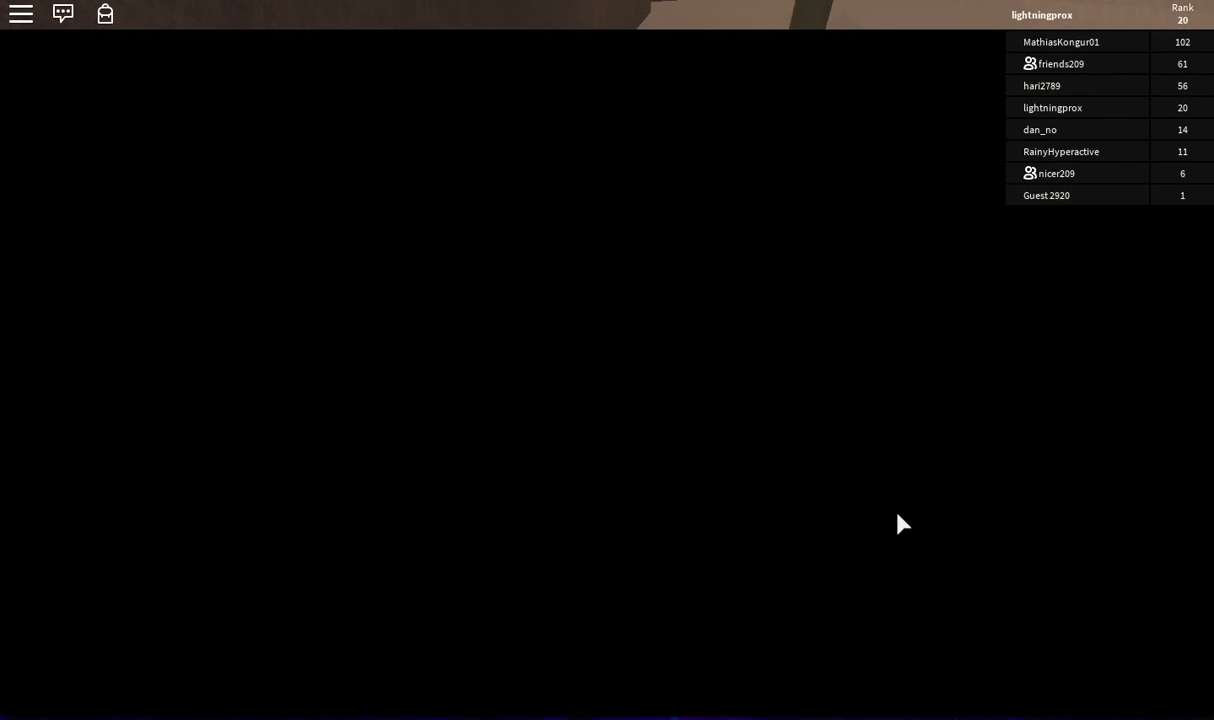 lightningprox Rank
20
MathiasKongur01 102
friends209 61
hari2789 56
lightningprox 20
dan_no 14
RainyHyperactive 11
nicer209 6
Guest 2920 1